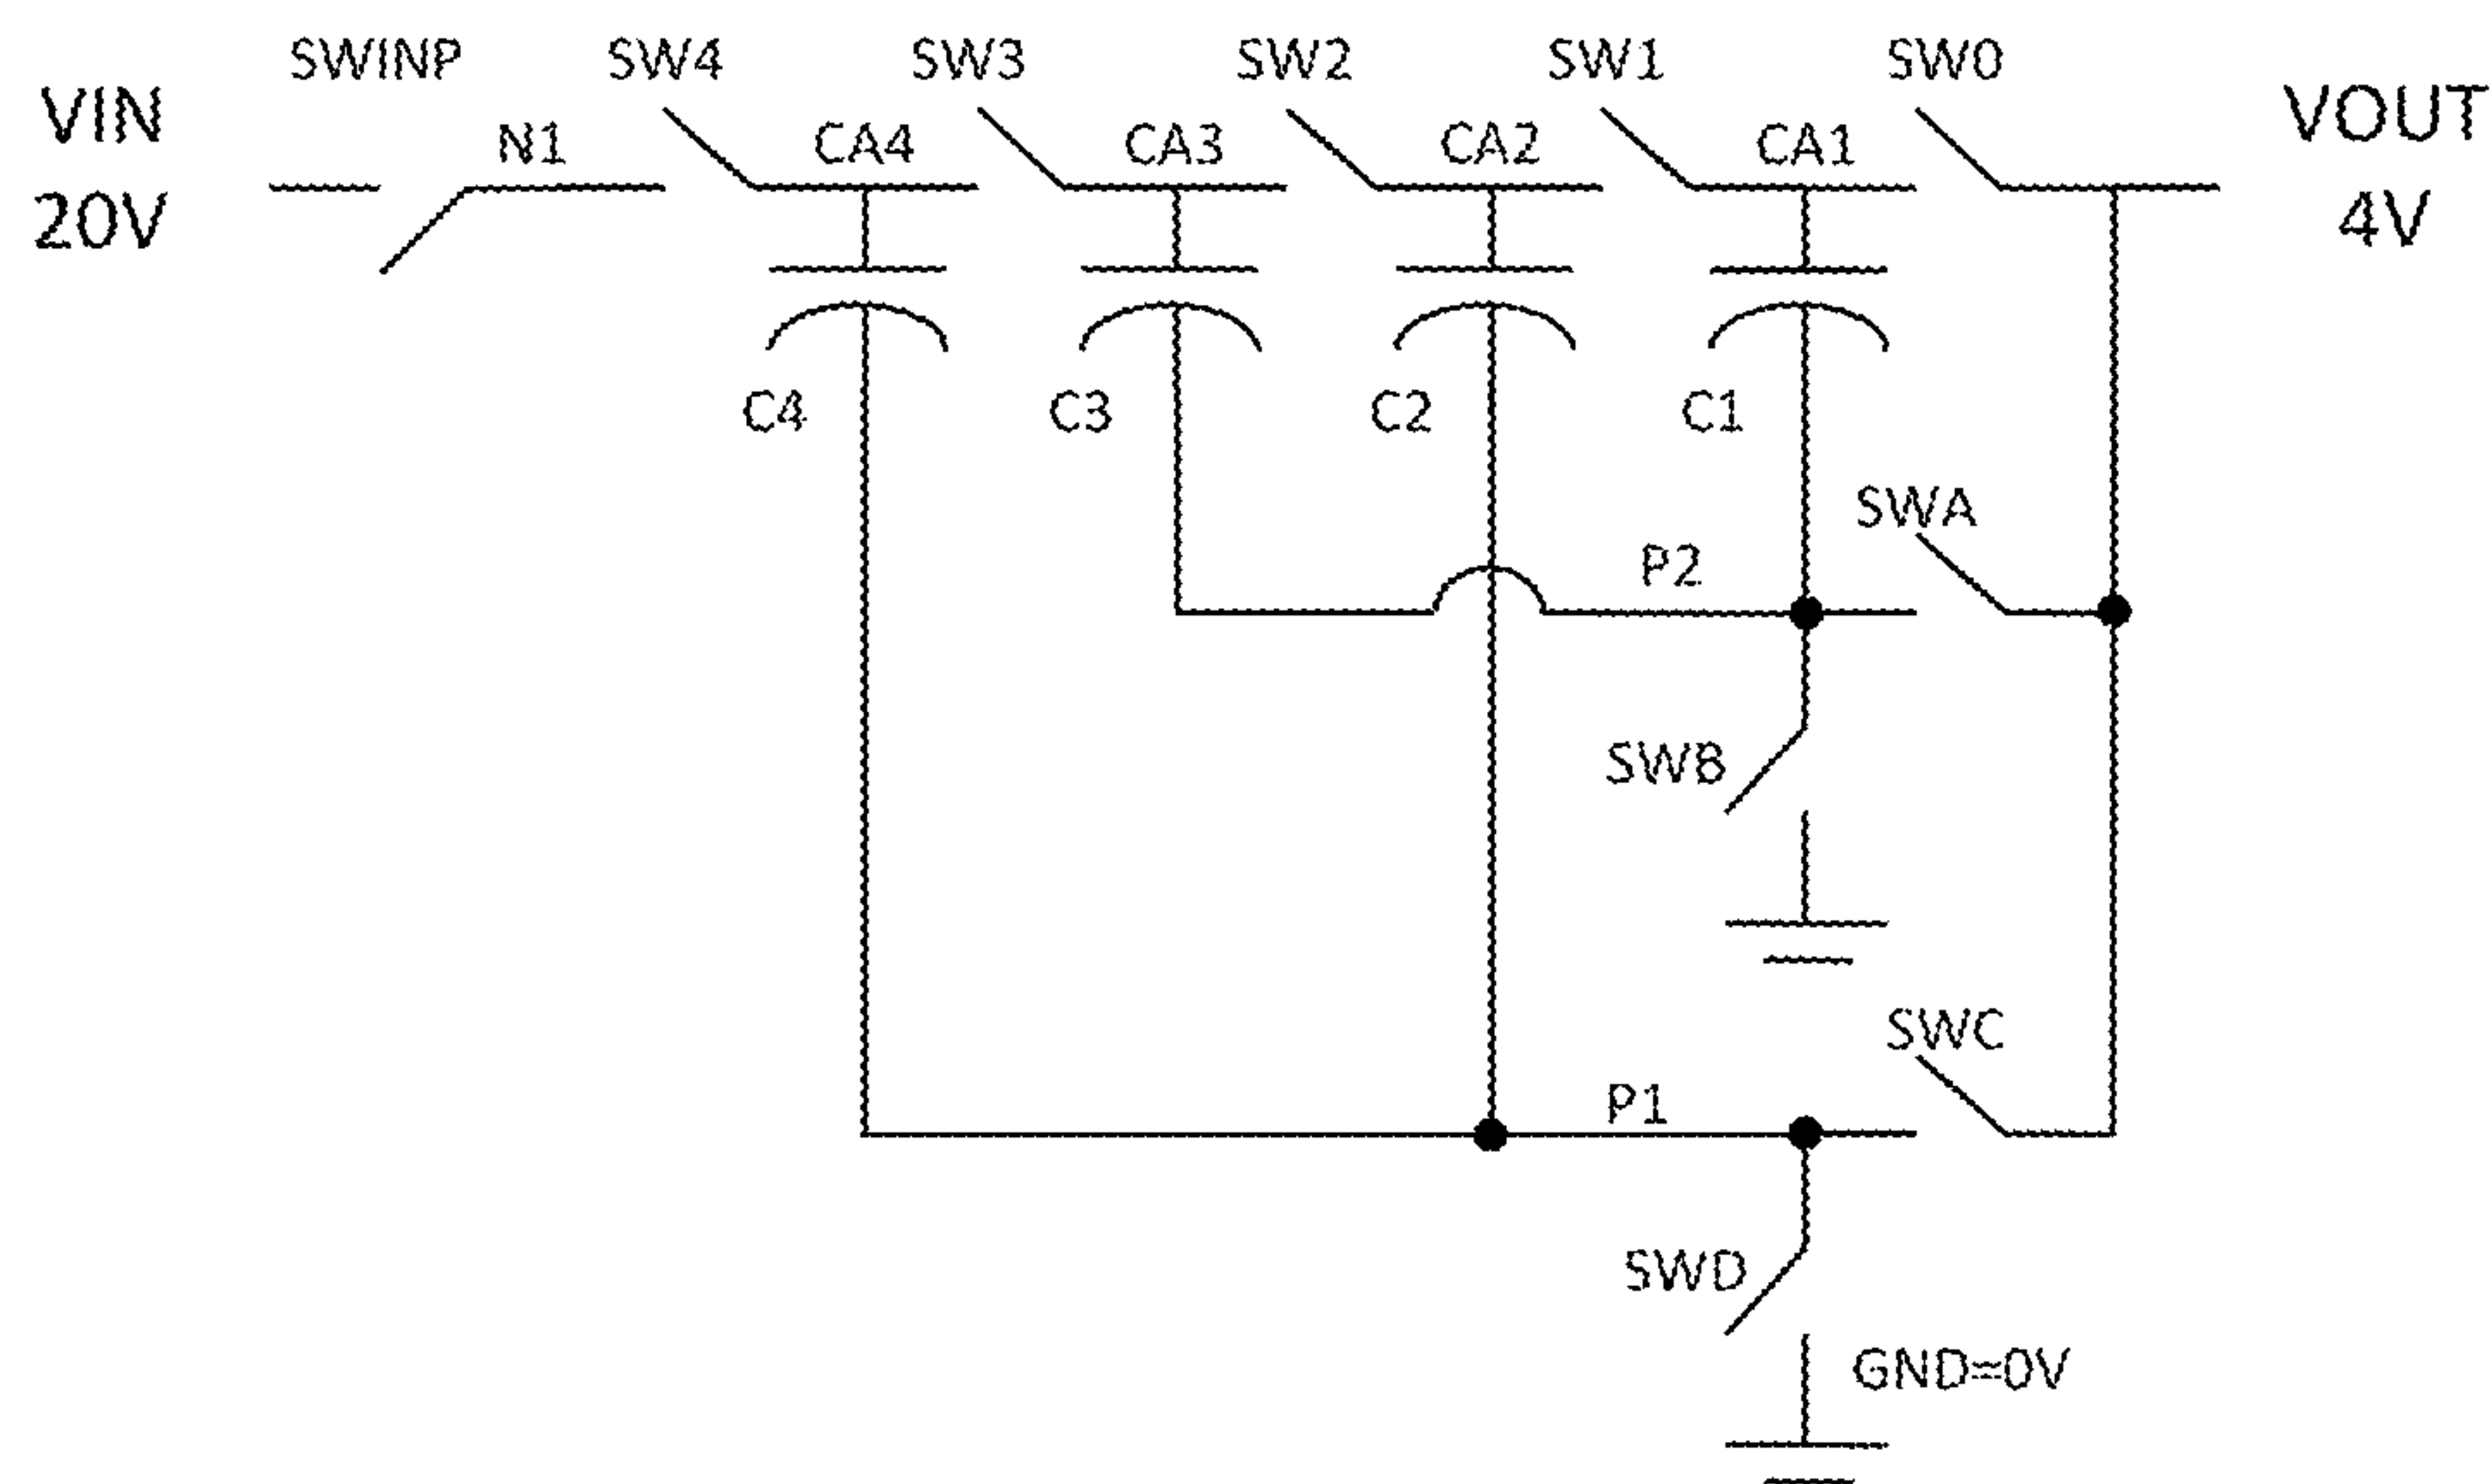 SWINP SW4 SW3 SW2 SW1 SW0
VIN N1 CA4 CA3 CA2 CA1 VOUT
20V 4V
C4 C3 C2 C1
SWA
P2
SWB
SWC
P1
SWD
GND=0V